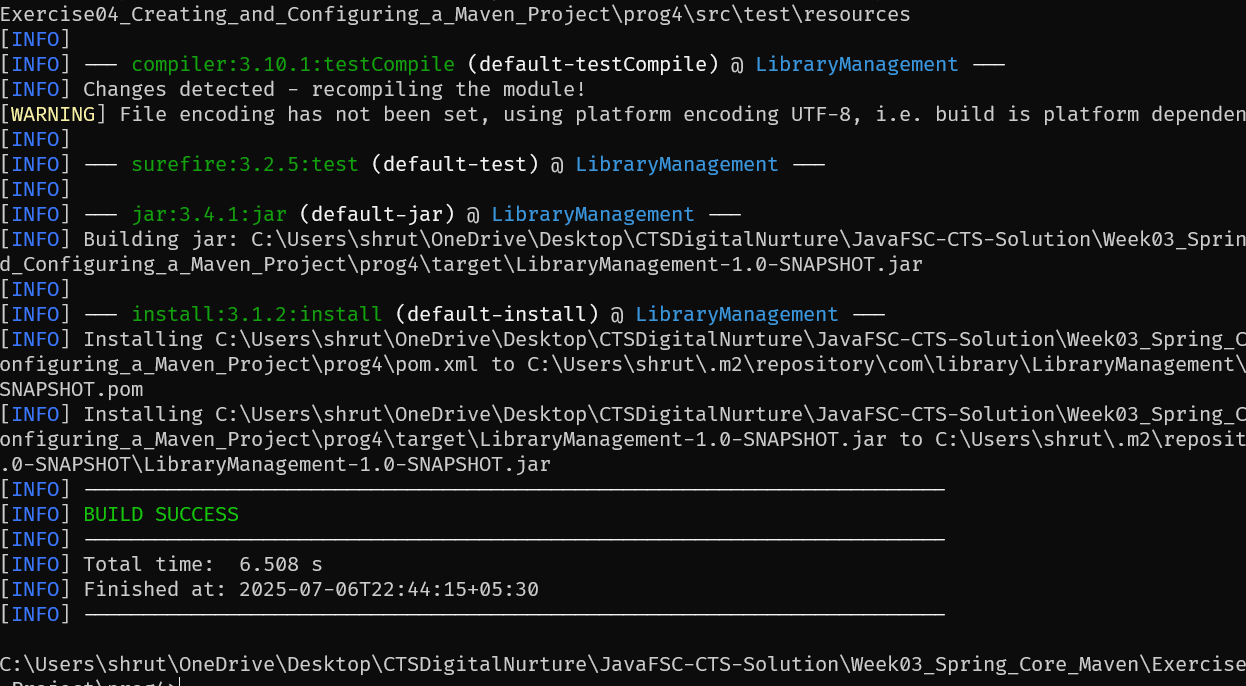 Exercise04_Creating_and_Configuring_a_Maven_Project\prog4\src\test\resources
[INFO]
[INFO] --- compiler:3.10.1:testCompile (default-testCompile) @ LibraryManagement ---
[INFO] Changes detected - recompiling the module!
[WARNING] File encoding has not been set, using platform encoding UTF-8, i.e. build is platform dependen
[INFO]
[INFO] --- surefire:3.2.5:test (default-test) @ LibraryManagement ---
[INFO]
[INFO] --- jar:3.4.1:jar (default-jar) @ LibraryManagement ---
[INFO] Building jar: C:\Users\shrut\OneDrive\Desktop\CTSDigitalNurture\JavaFSC-CTS-Solution\Week03_Sprin
d_Configuring_a_Maven_Project\prog4\target\LibraryManagement-1.0-SNAPSHOT.jar
[INFO]
[INFO] --- install:3.1.2:install (default-install) @ LibraryManagement ---
[INFO] Installing C:\Users\shrut\OneDrive\Desktop\CTSDigitalNurture\JavaFSC-CTS-Solution\Week03_Spring_C
onfiguring_a_Maven_Project\prog4\pom.xml to C:\Users\shrut\.m2\repository\com\library\LibraryManagement\
SNAPSHOT.pom
[INFO] Installing C:\Users\shrut\OneDrive\Desktop\CTSDigitalNurture\JavaFSC-CTS-Solution\Week03_Spring_C
onfiguring_a_Maven_Project\prog4\target\LibraryManagement-1.0-SNAPSHOT.jar to C:\Users\shrut\.m2\reposit
.0-SNAPSHOT\LibraryManagement-1.0-SNAPSHOT.jar
[INFO] ------------------------------------------------------------------------
[INFO] BUILD SUCCESS
[INFO] ------------------------------------------------------------------------
[INFO] Total time:  6.508 s
[INFO] Finished at: 2025-07-06T22:44:15+05:30
[INFO] ------------------------------------------------------------------------
C:\Users\shrut\OneDrive\Desktop\CTSDigitalNurture\JavaFSC-CTS-Solution\Week03_Spring_Core_Maven\Exercise
_Project\prog4>